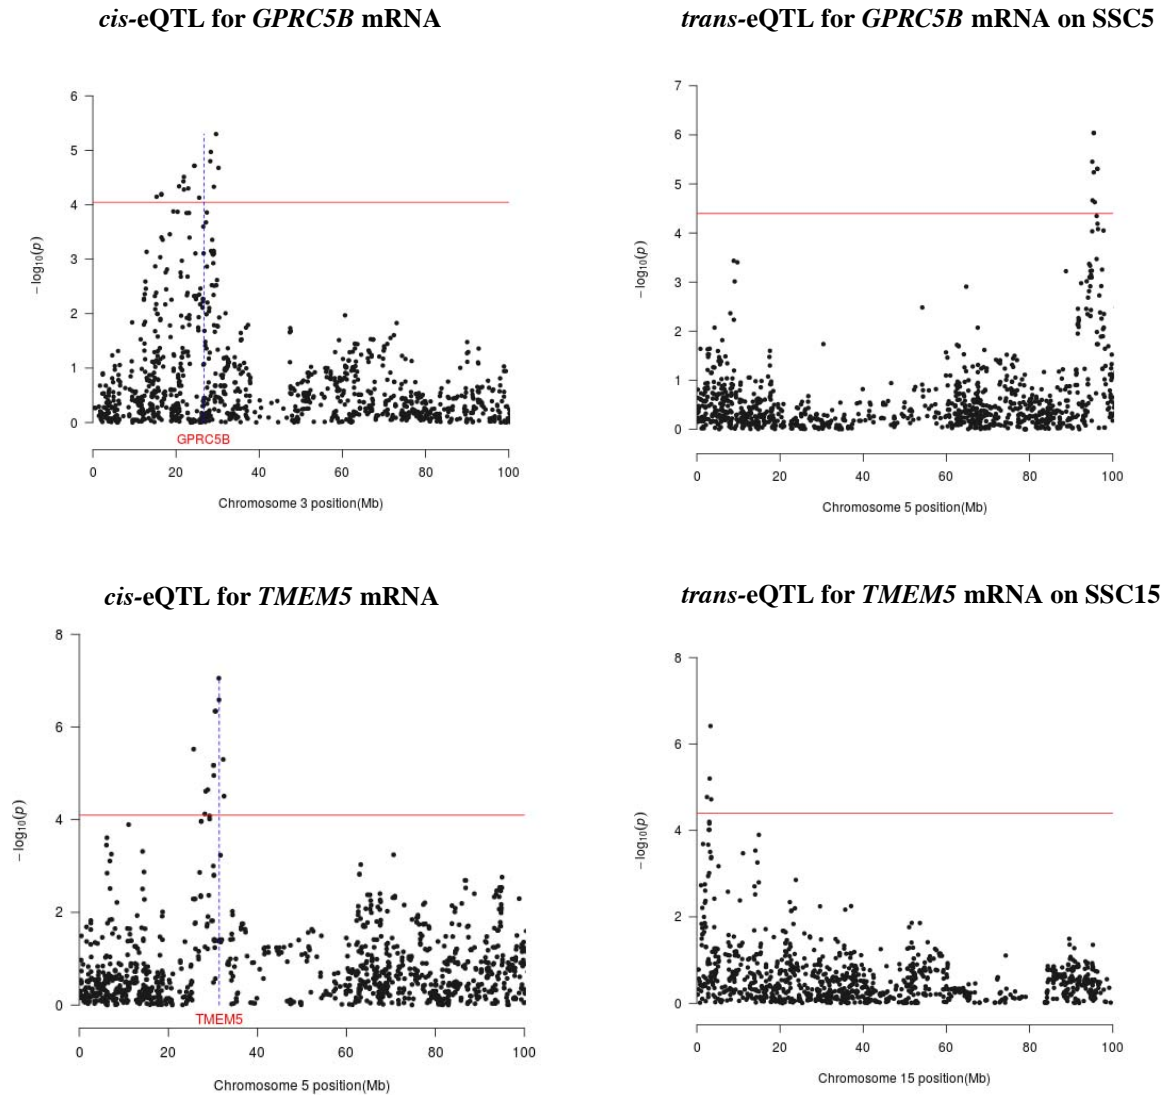 cis-eQTL for GPRC5B mRNA
6
5
4
3
2
1
0
−log10(p)
GPRC5B
0 20 40 60 80 100
Chromosome 3 position(Mb)
trans-eQTL for GPRC5B mRNA on SSC5
7
6
5
4
3
2
1
0
−log10(p)
0 20 40 60 80 100
Chromosome 5 position(Mb)
cis-eQTL for TMEM5 mRNA
8
6
4
2
0
−log10(p)
TMEM5
0 20 40 60 80 100
Chromosome 5 position(Mb)
trans-eQTL for TMEM5 mRNA on SSC15
8
6
4
2
0
−log10(p)
0 20 40 60 80 100
Chromosome 15 position(Mb)